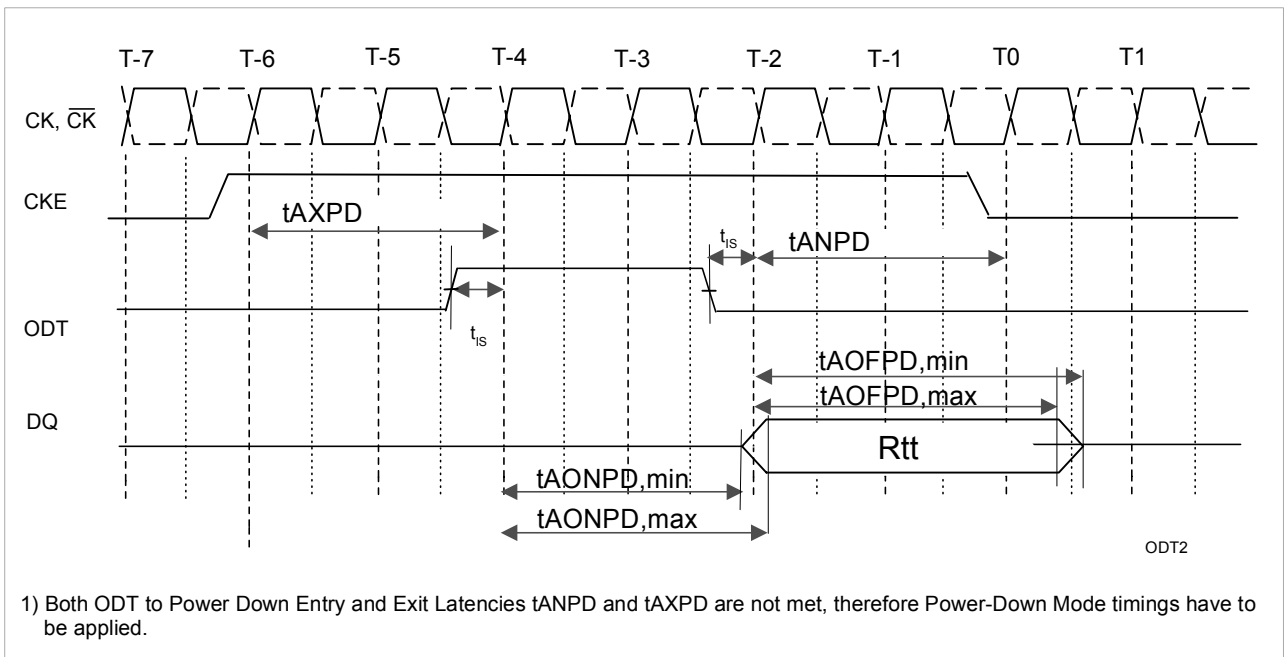 T-7 T-6 T-5 T-4 T-3 T-2 T-1 T0 T1
CK, CK
CKE
tAXPD
tIS
tANPD
ODT
tIS
tAOFPD,min
tAOFPD,max
DQ
Rtt
tAONPD,min
tAONPD,max
ODT2
1) Both ODT to Power Down Entry and Exit Latencies tANPD and tAXPD are not met, therefore Power-Down Mode timings have to
be applied.